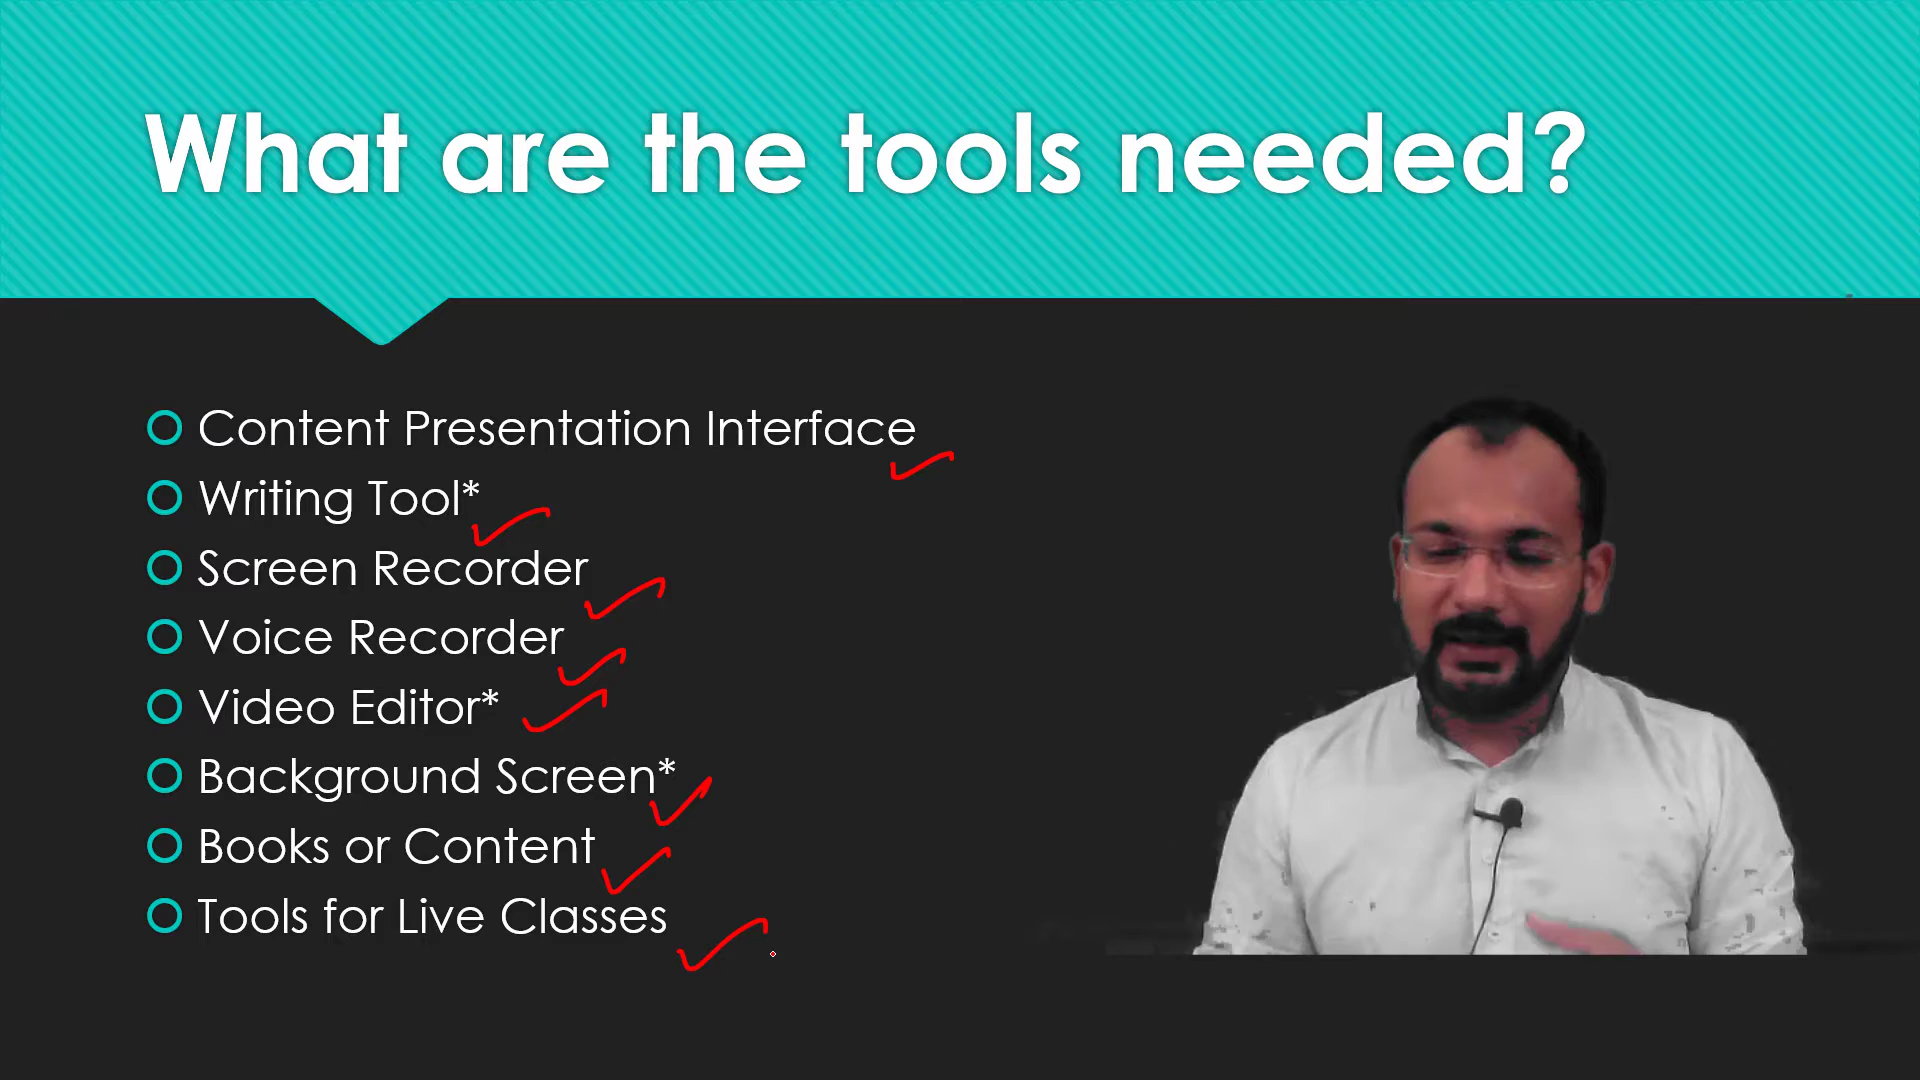 What are the tools needed?
Content Presentation Interface
Writing Tool*
Screen Recorder
Voice Recorder
Video Editor*
Background Screen*
Books or Content
Tools for Live Classes